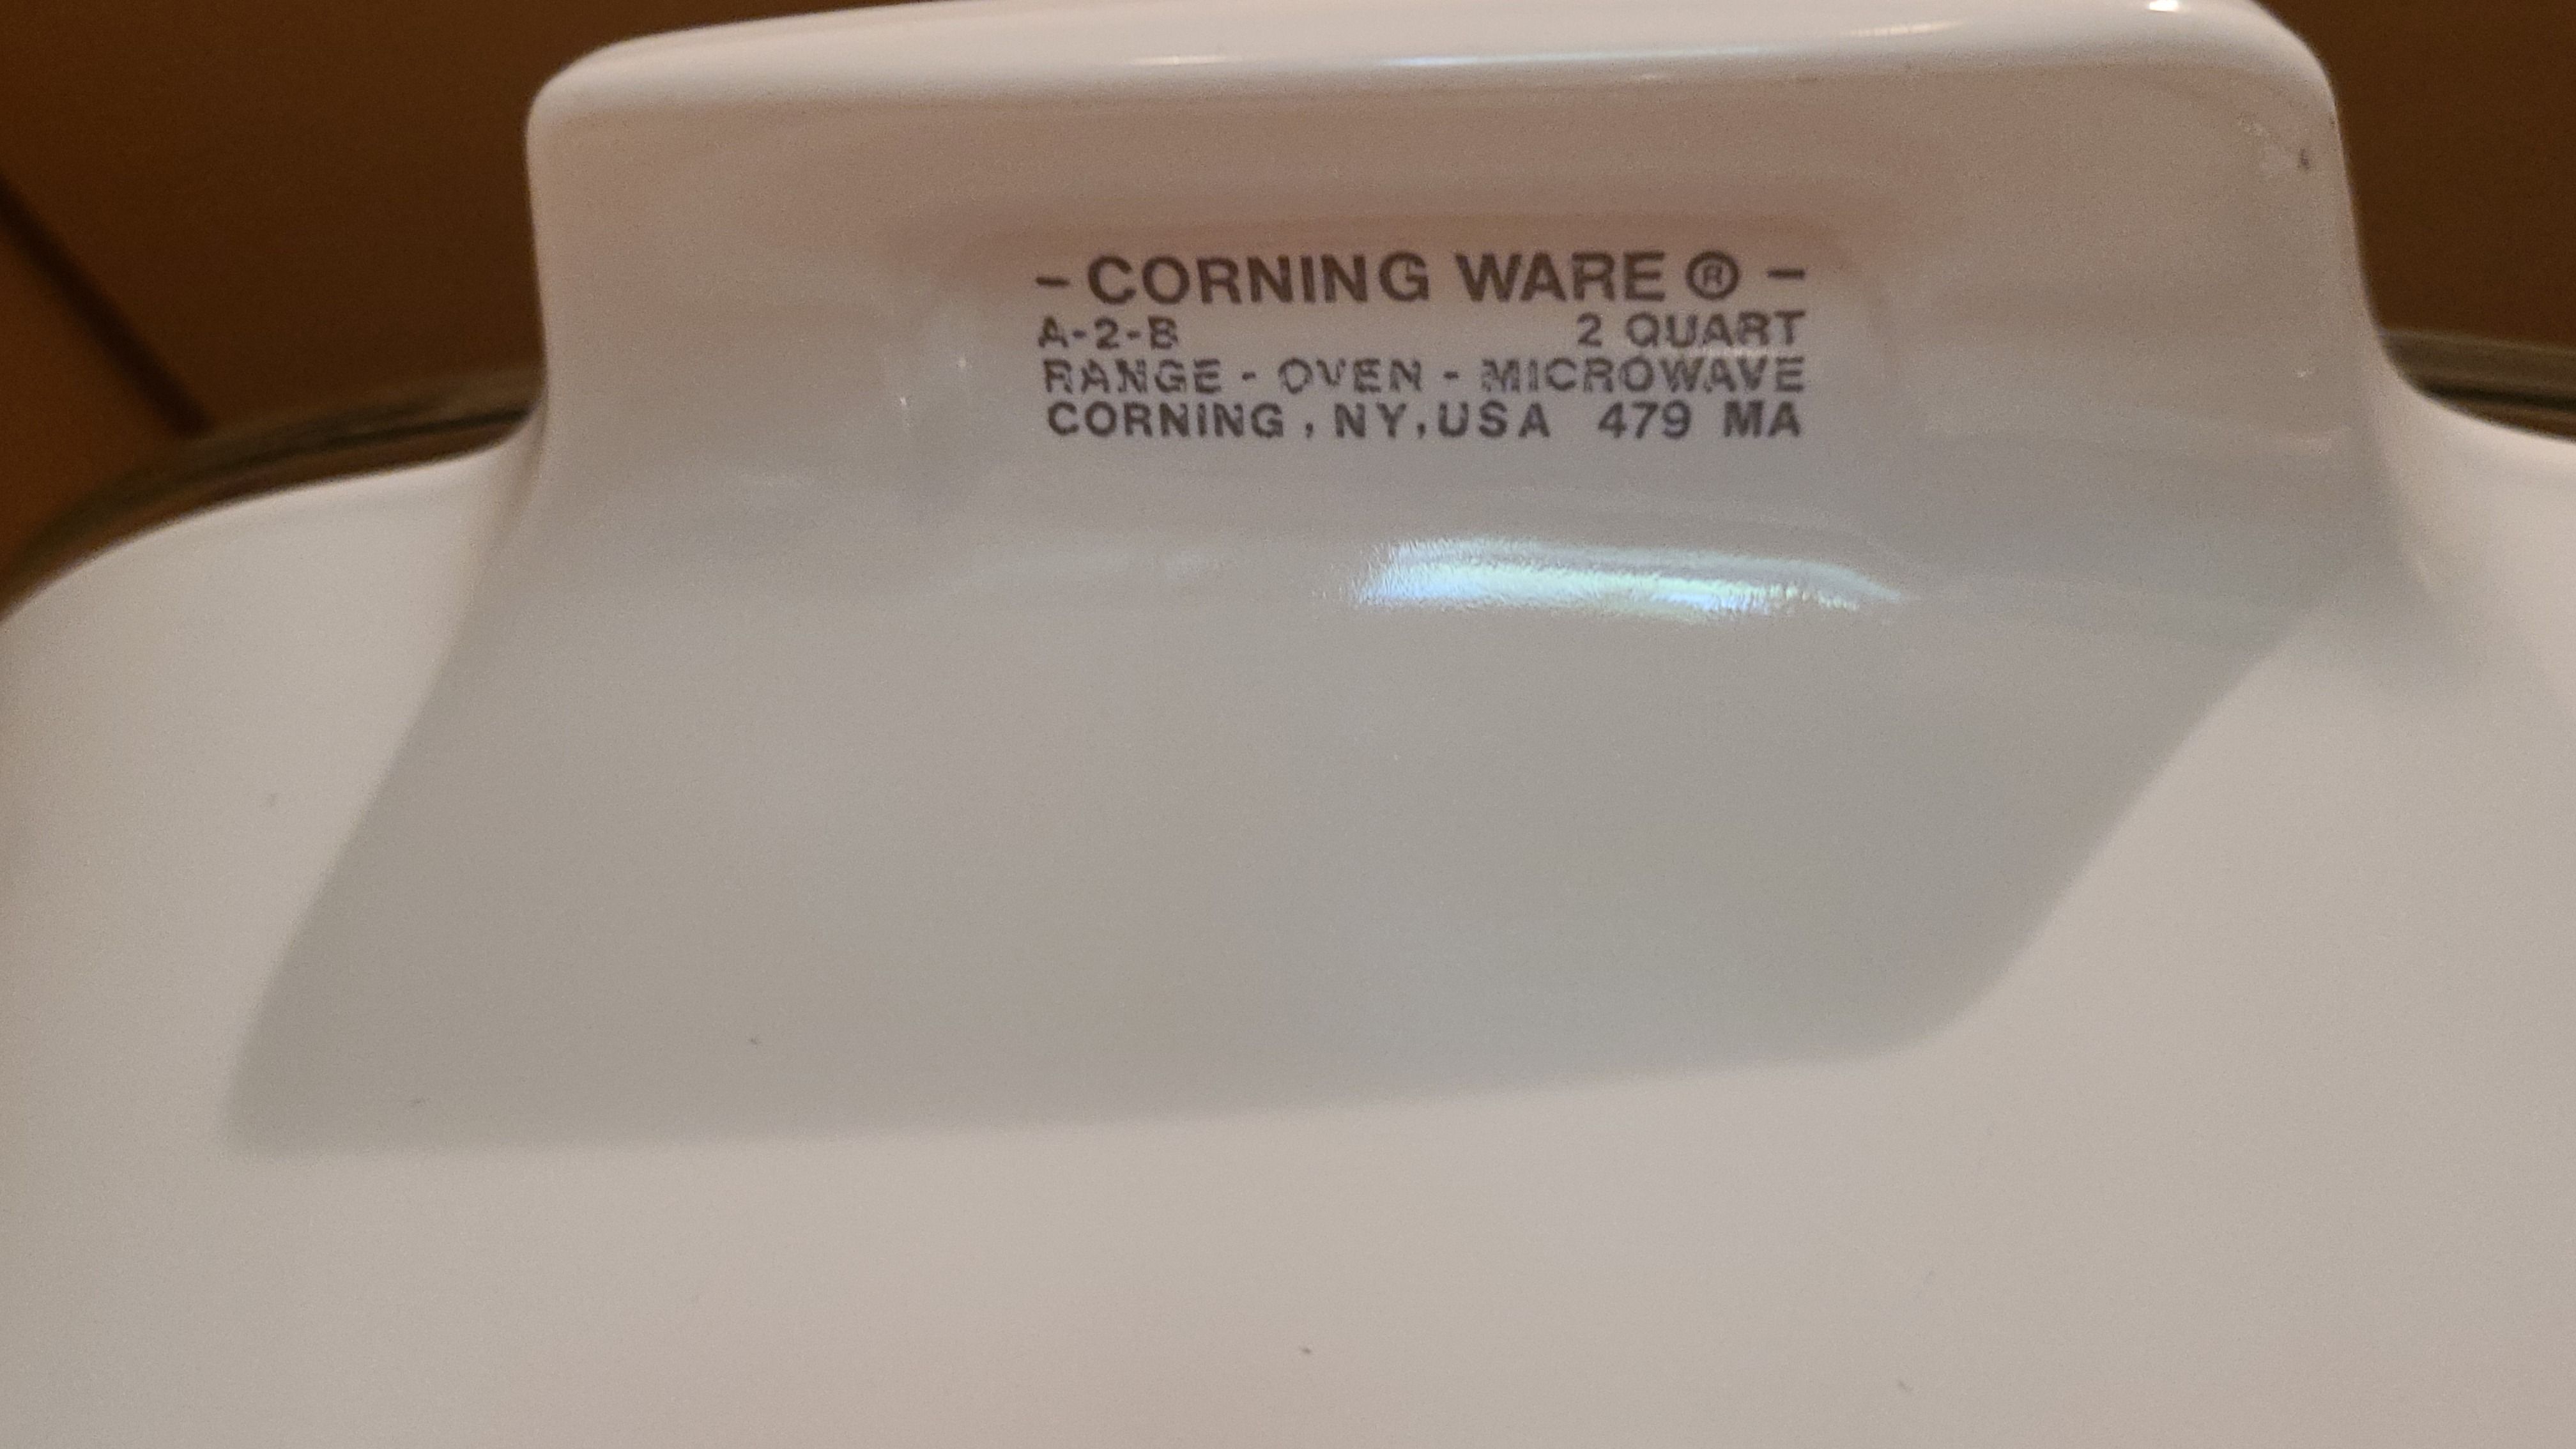 - CORNING WARE ® -
A-2-B 2 QUART
RANGE - OVEN - MICROWAVE
CORNING, NY, USA 479 MA